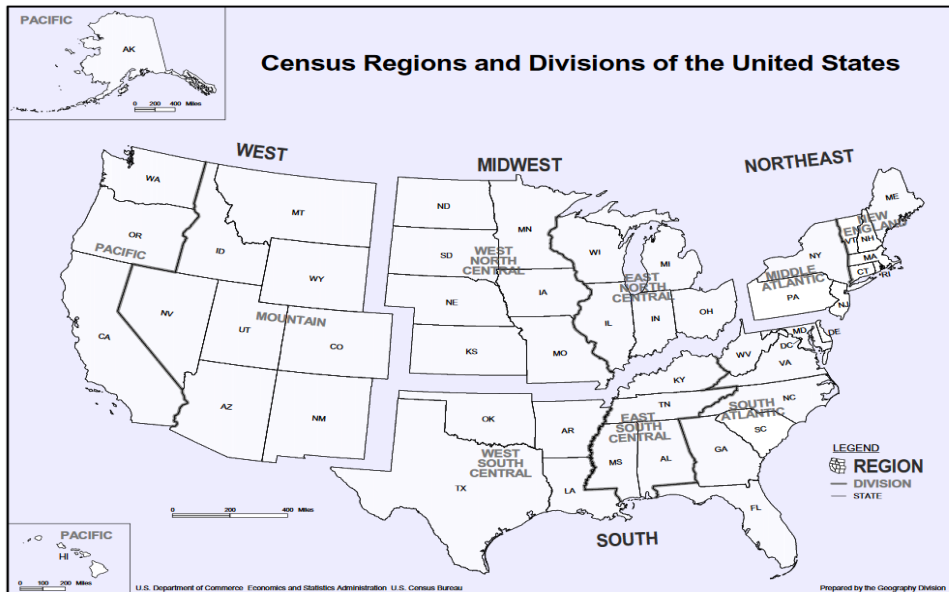 PACIFIC
AK
0 200 400 Miles
Census Regions and Divisions of the United States
WEST
MIDWEST
NORTHEAST
WA
MT
ND
MN
ME
OR
ID
SD
WI
MI
NY
VT
NH
NEW
ENGLAND
MA
CT
RI
PACIFIC
WY
WEST
NORTH
CENTRAL
EAST
NORTH
CENTRAL
MIDDLE
ATLANTIC
PA
NJ
NE
IA
NV
UT
MOUNTAIN
CO
CA
KS
MO
IL
IN
OH
WV
MD
DE
DC
VA
KY
AZ
NM
OK
AR
TN
NC
SOUTH
ATLANTIC
SC
EAST
SOUTH
CENTRAL
WEST
SOUTH
CENTRAL
TX
LA
MS
AL
GA
FL
LEGEND
REGION
DIVISION
STATE
0 200 400
Miles
SOUTH
PACIFIC
HI
0 100 200 Miles
U.S. Department of Commerce Economics and Statistics Administration U.S. Census Bureau
Prepared by the Geography Division